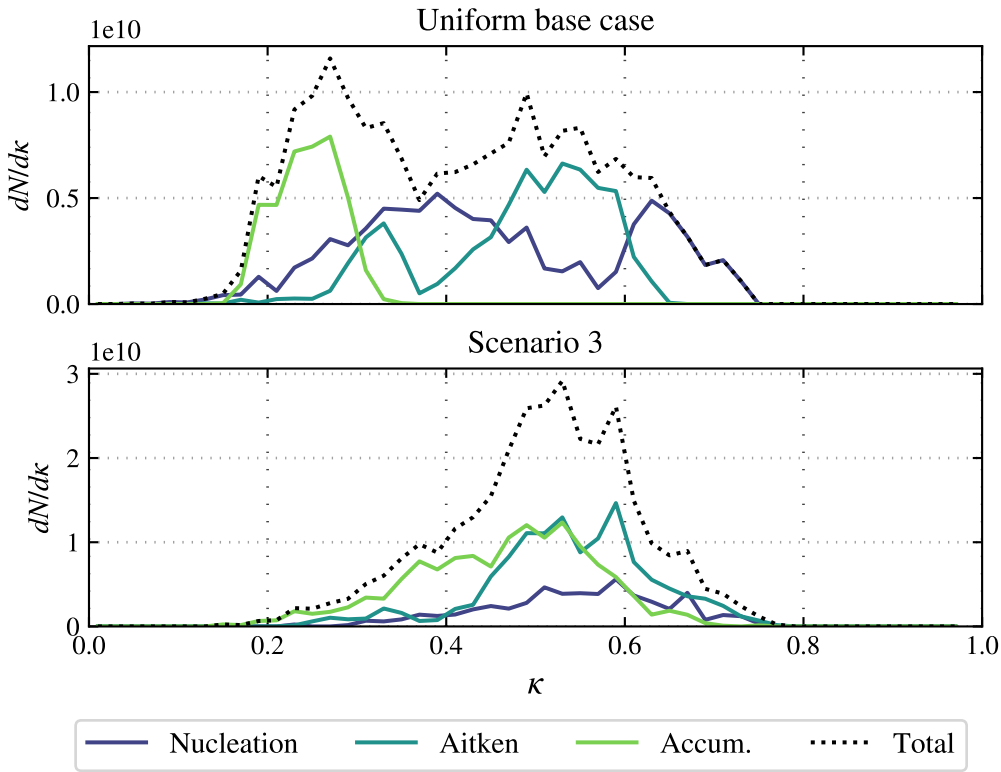 Uniform base case
1e10
1.0
0.5
0.0
dN/dκ
Scenario 3
1e10
3
2
1
0
dN/dκ
0.0 0.2 0.4 0.6 0.8 1.0
κ
Nucleation Aitken Accum. Total